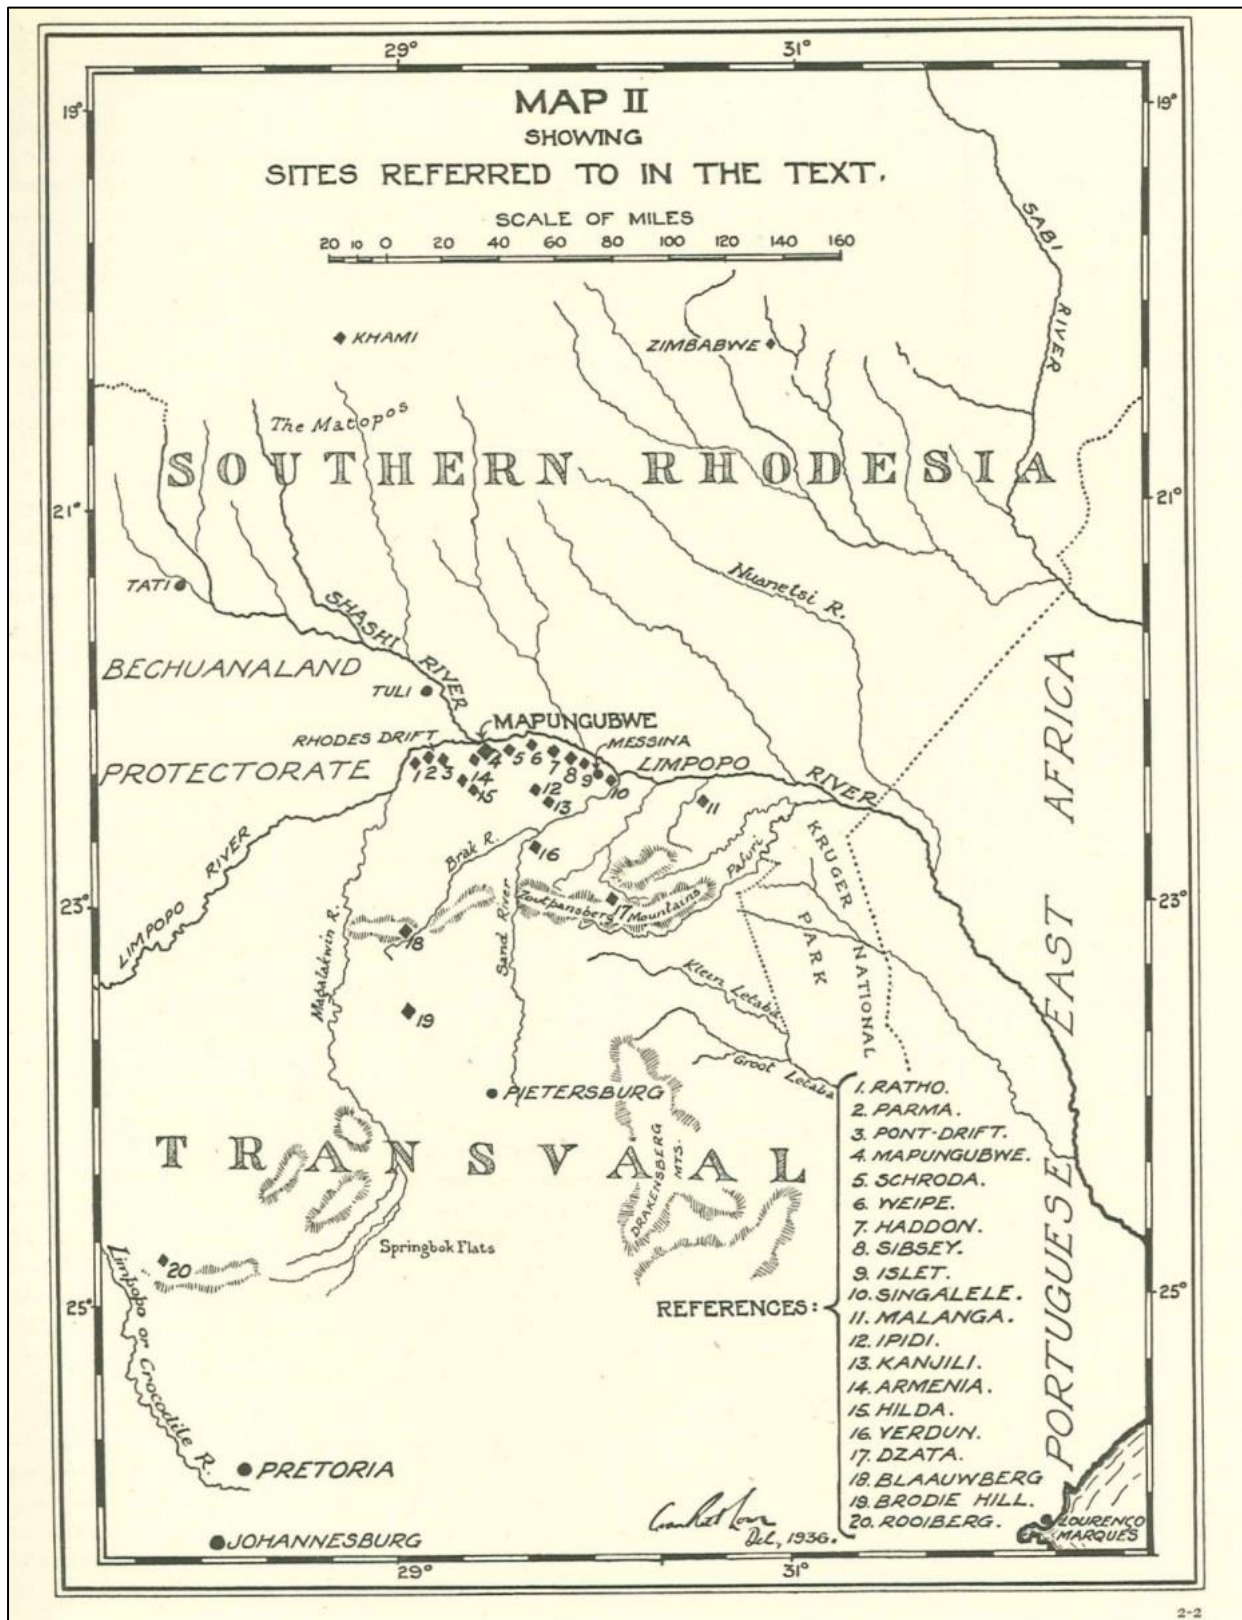 29°
31°
19°
MAP II
19°
SHOWING
SITES REFERRED TO IN THE TEXT.
SCALE OF MILES
20 10 0 20 40 60 80 100 120 140 160
SABI
RIVER
KHAMI
ZIMBABWE
The Matopos
SOUTHERN RHODESIA
21°
21°
TATI
Nuanetsi R.
SHASHI
RIVER
BECHUANALAND
TULI
MAPUNGUBWE
RHODES DRIFT
MESSINA
PROTECTORATE
LIMPOPO
RIVER
1 2 3 4 5 6 7 8 9 10
14
15
12
13
11
LIMPOPO
RIVER
Brak R.
16
Pafuri
KRUGER
NATIONAL
PARK
23°
23°
Zoutpansberg Mountains
17
18
Sand River
Magalakwin R.
Klein Letaba
19
Groot Letaba
PIETERSBURG
TRANSVAAL
DRAKENSBERG
MTS.
PORTUGUESE EAST AFRICA
Springbok Flats
20
Limpopo or Crocodile R.
25°
25°
REFERENCES:
1. RATHO.
2. PARMA.
3. PONT-DRIFT.
4. MAPUNGUBWE.
5. SCHRODA.
6. WEIPE.
7. HADDON.
8. SIBSEY.
9. ISLET.
10. SINGALELE.
11. MALANGA.
12. IPIDI.
13. KANJILI.
14. ARMENIA.
15. HILDA.
16. VERDUN.
17. DZATA.
18. BLAAUWBERG
19. BRODIE HILL.
20. ROOIBERG.
PRETORIA
JOHANNESBURG
Del., 1936.
LOURENÇO
MARQUES
29°
31°
2-2